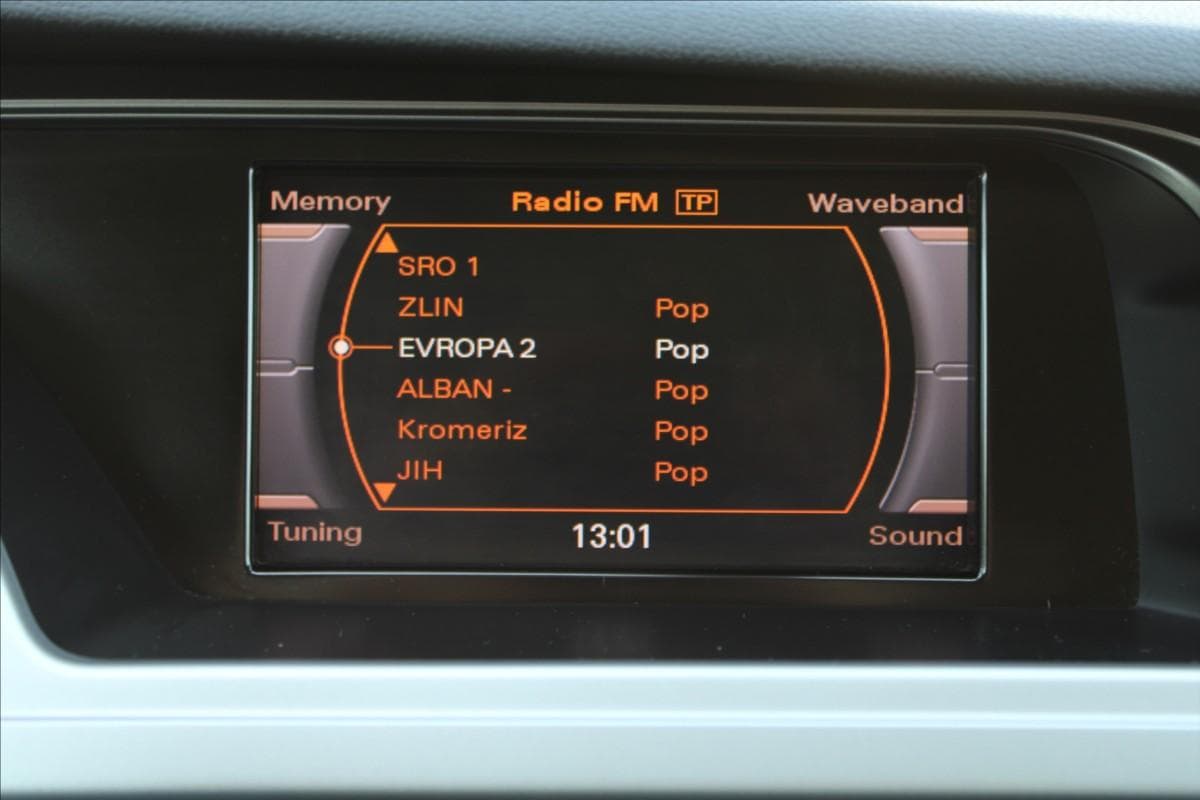 Memory Radio FM TP Waveband
SRO 1
ZLIN Pop
EVROPA 2 Pop
ALBAN - Pop
Kromeriz Pop
JIH Pop
Tuning 13:01 Sound